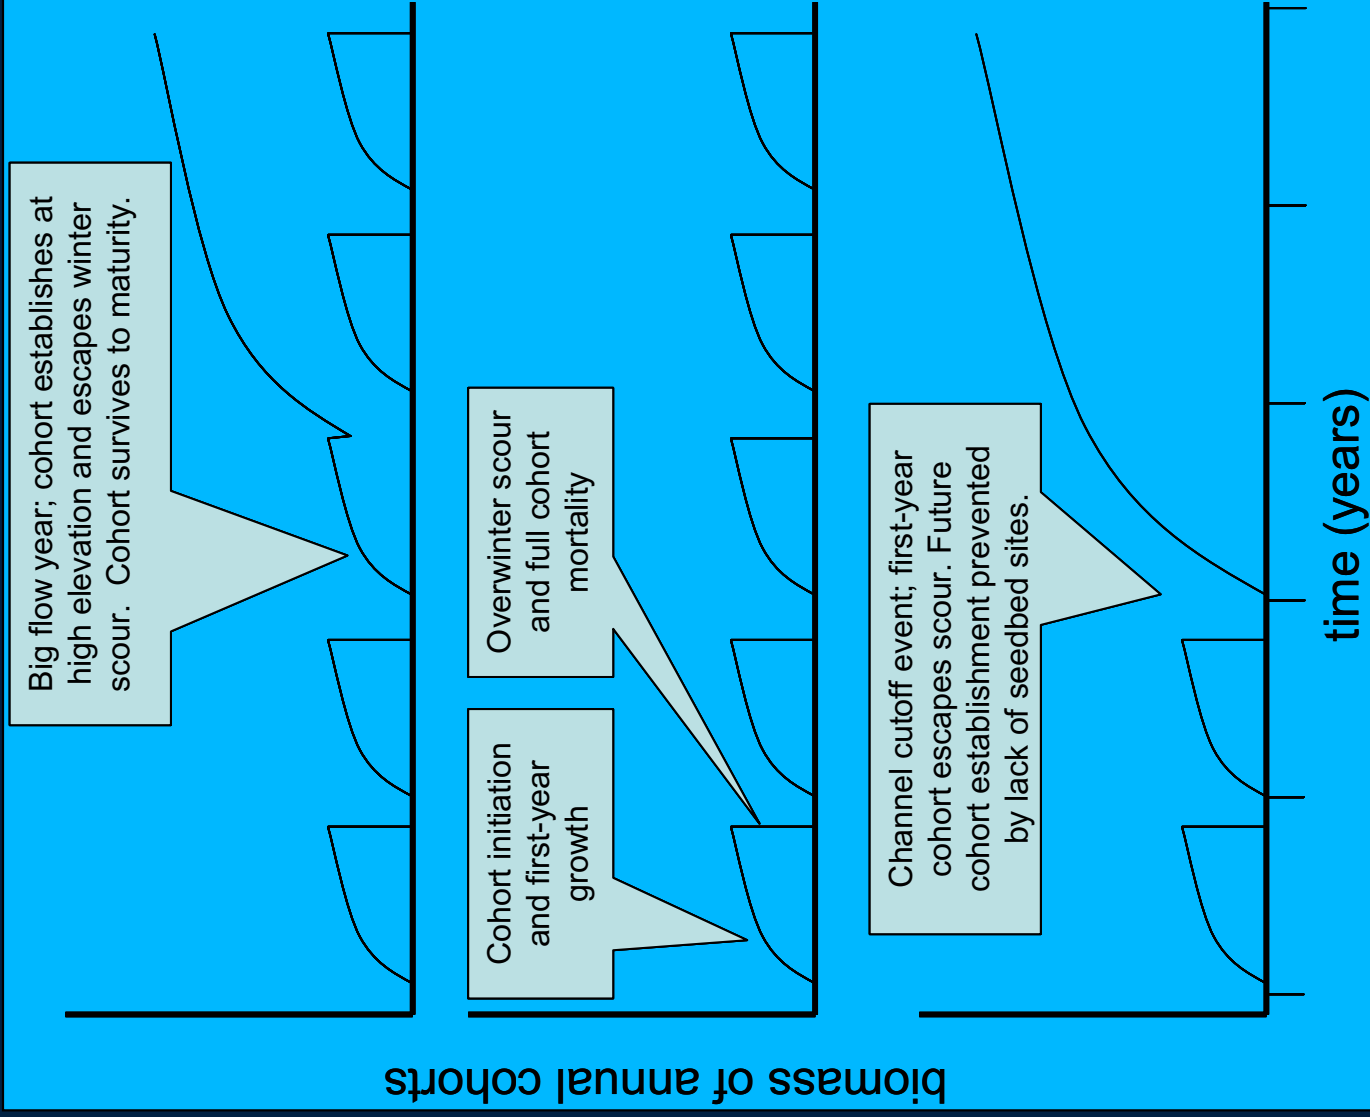 Big flow year; cohort establishes at
high elevation and escapes winter
scour.  Cohort survives to maturity.
Cohort initiation
and first-year
growth
Overwinter scour
and full cohort
mortality
Channel cutoff event; first-year
cohort escapes scour. Future
cohort establishment prevented
by lack of seedbed sites.
biomass of annual cohorts
time (years)